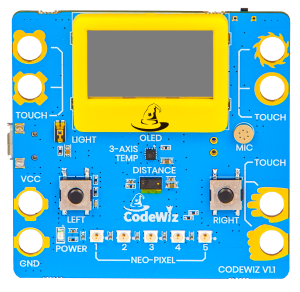 TOUCH
LIGHT
OLED
TOUCH
3-AXIS
TEMP
MIC
DISTANCE
TOUCH
VCC
LEFT
CODEWIZ
RIGHT
POWER
1 2 3 4 5
GND
NEO-PIXEL
CODEWIZ V1.1